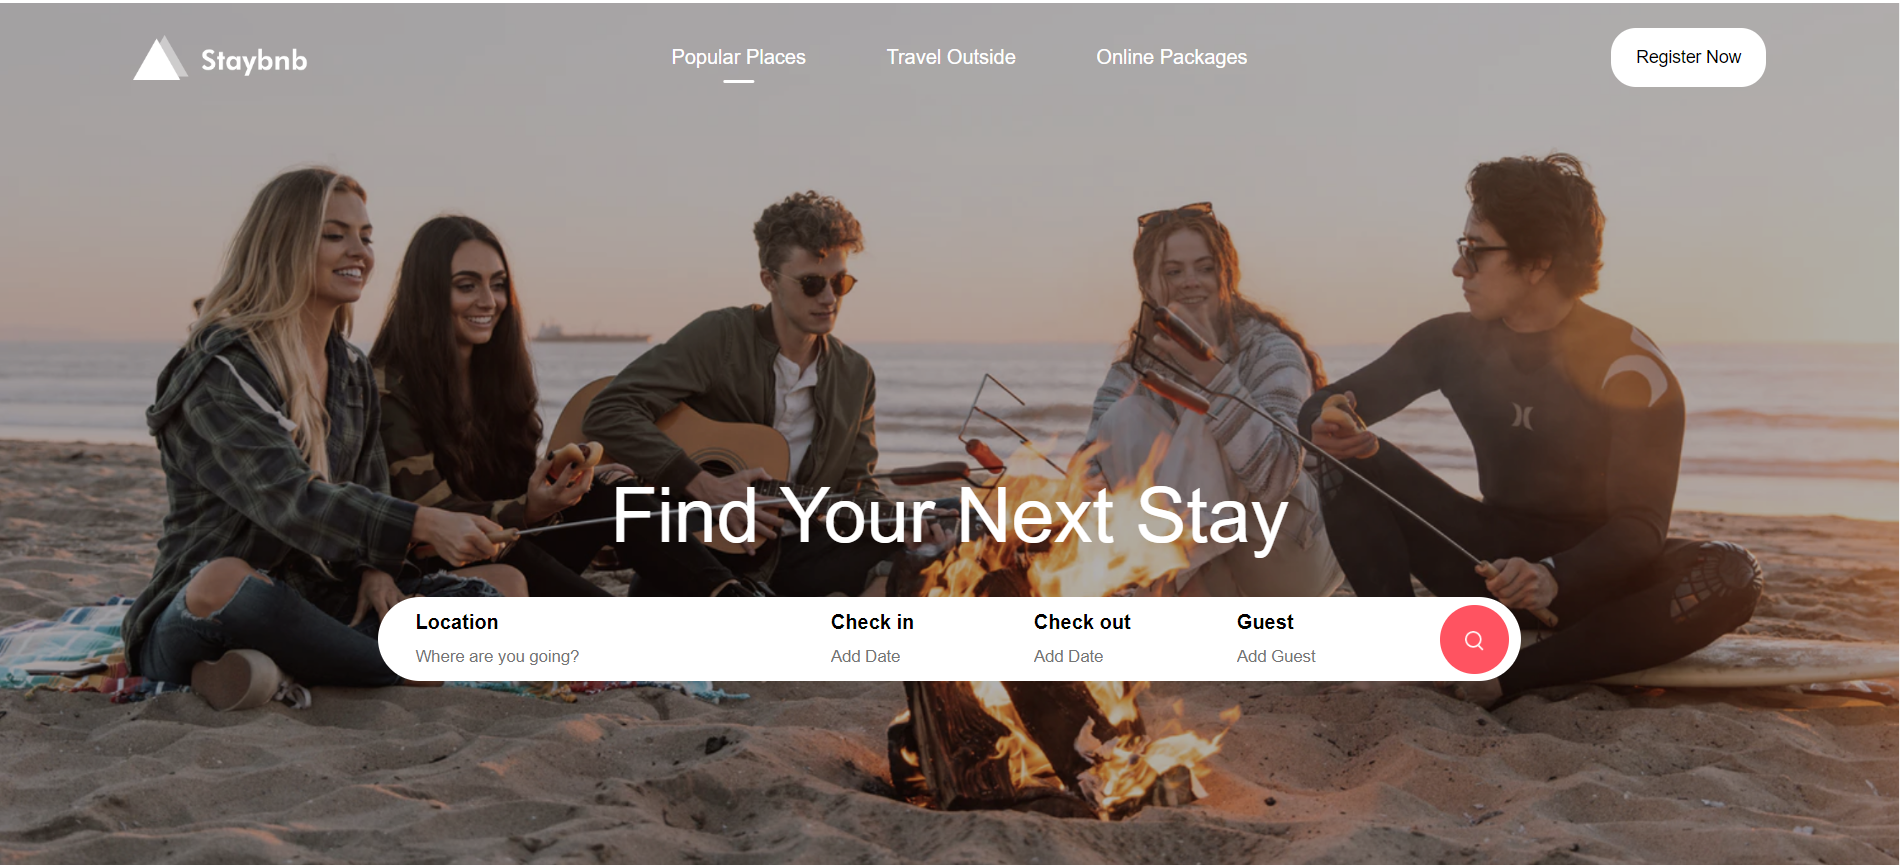 Staybnb
Popular Places
Travel Outside
Online Packages
Register Now
Find Your Next Stay
Location
Where are you going?
Check in
Add Date
Check out
Add Date
Guest
Add Guest